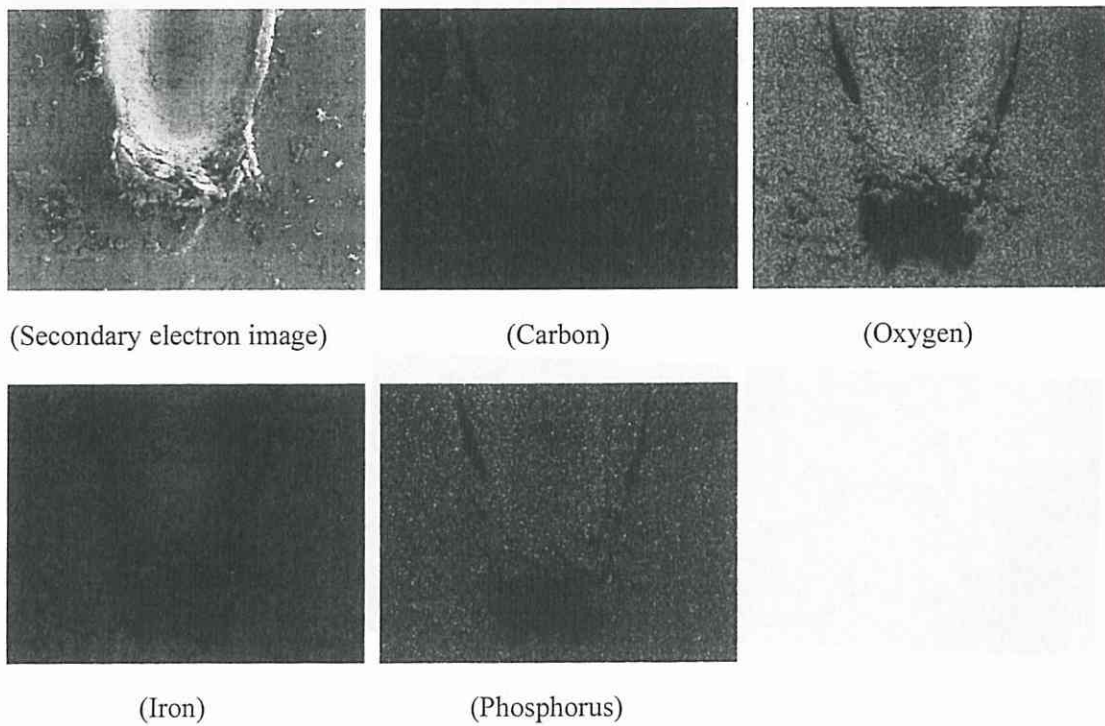 (Secondary electron image)
(Carbon)
(Oxygen)
(Iron)
(Phosphorus)